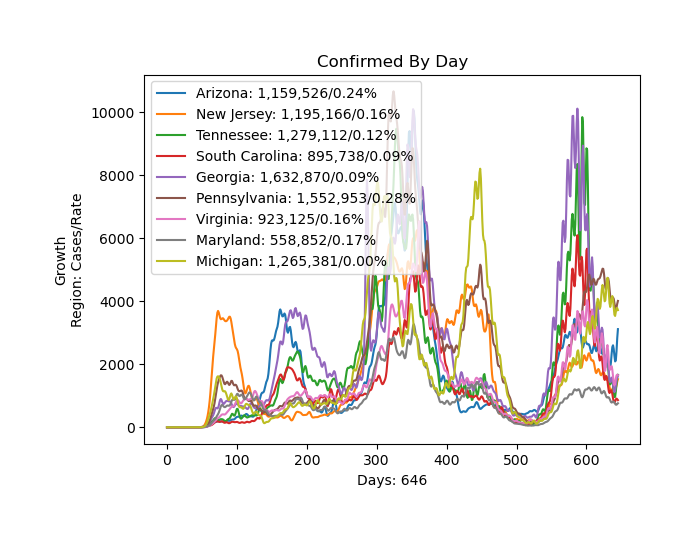 Confirmed By Day
Growth
Region: Cases/Rate
10000
8000
6000
4000
2000
0
Arizona: 1,159,526/0.24%
New Jersey: 1,195,166/0.16%
Tennessee: 1,279,112/0.12%
South Carolina: 895,738/0.09%
Georgia: 1,632,870/0.09%
Pennsylvania: 1,552,953/0.28%
Virginia: 923,125/0.16%
Maryland: 558,852/0.17%
Michigan: 1,265,381/0.00%
0 100 200 300 400 500 600
Days: 646